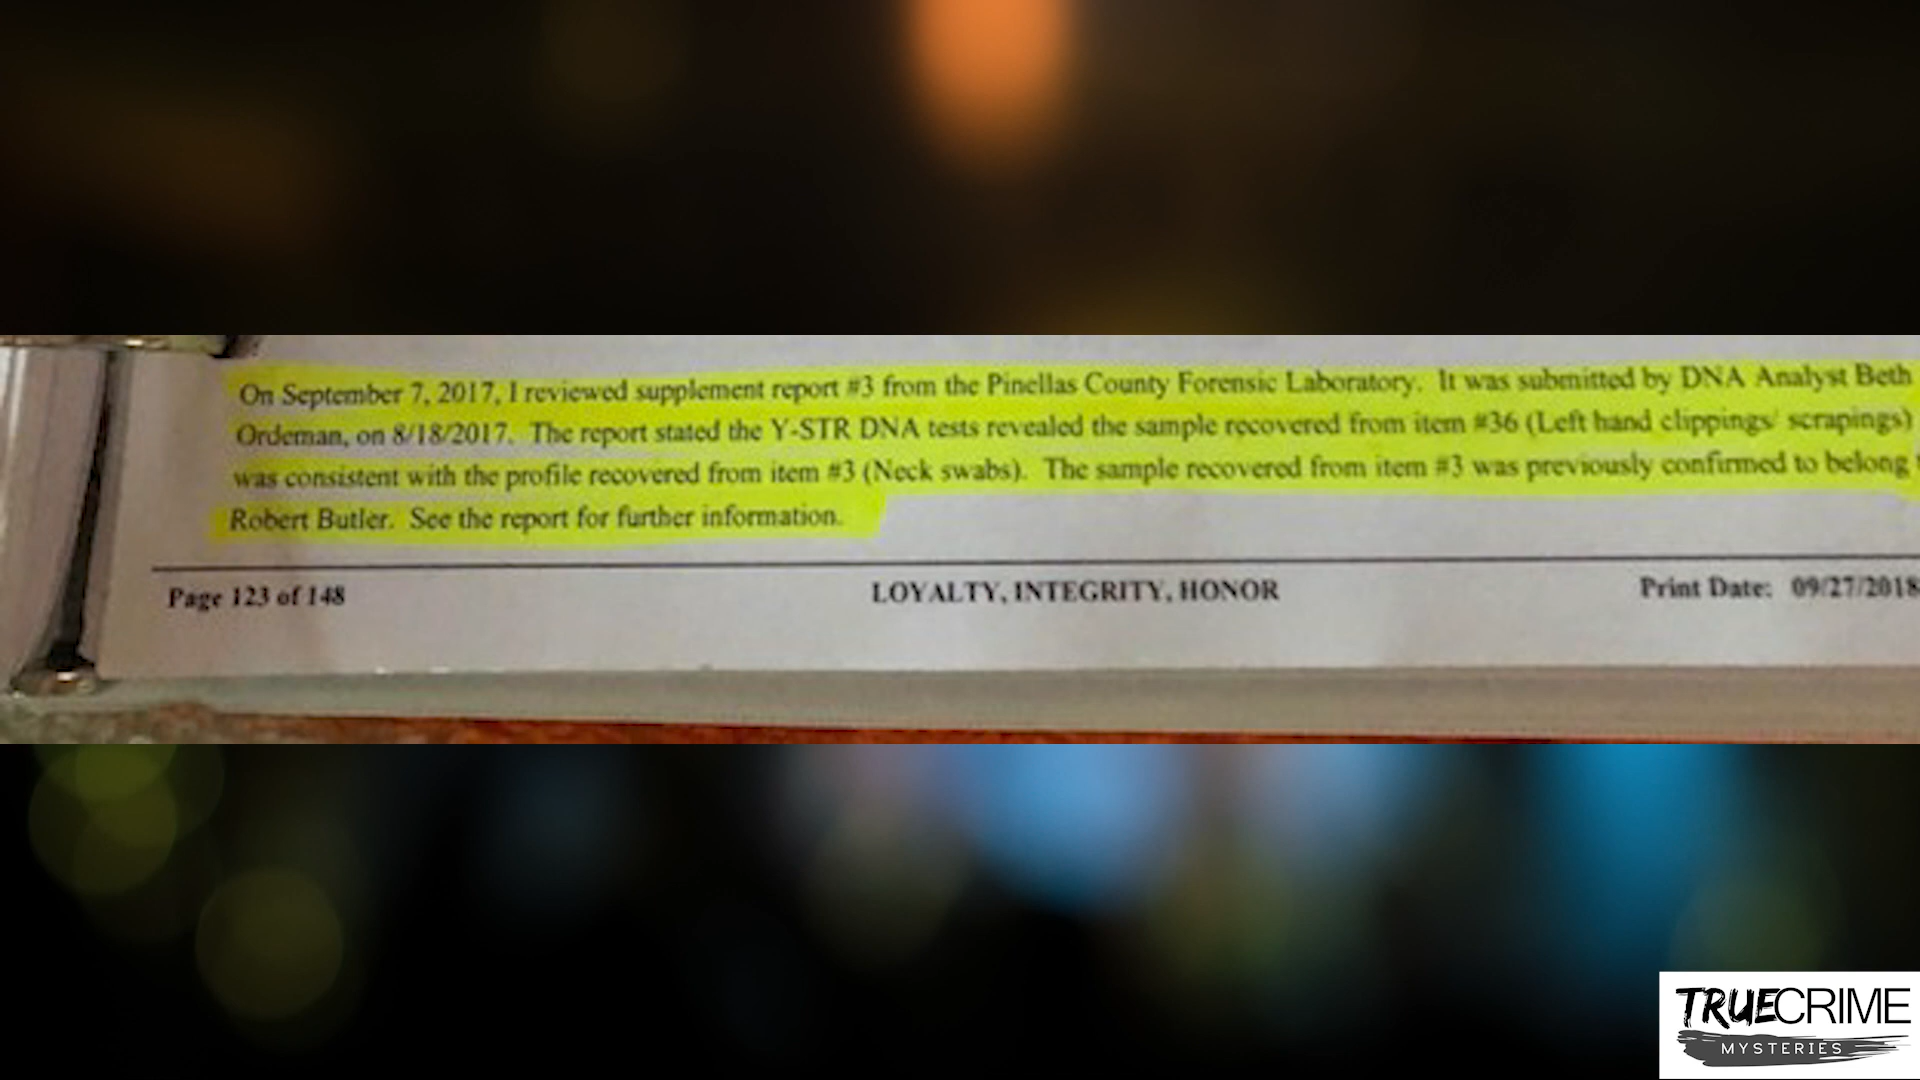 On September 7, 2017, I reviewed supplement report #3 from the Pinellas County Forensic Laboratory. It was submitted by DNA Analyst Beth
Ordeman, on 8/18/2017. The report stated the Y-STR DNA tests revealed the sample recovered from item #36 (Left hand clippings/ scrapings)
was consistent with the profile recovered from item #3 (Neck swabs). The sample recovered from item #3 was previously confirmed to belong
Robert Butler. See the report for further information.
Page 123 of 148 LOYALTY, INTEGRITY, HONOR Print Date: 09/27/2018
TRUECRIME
MYSTERIES